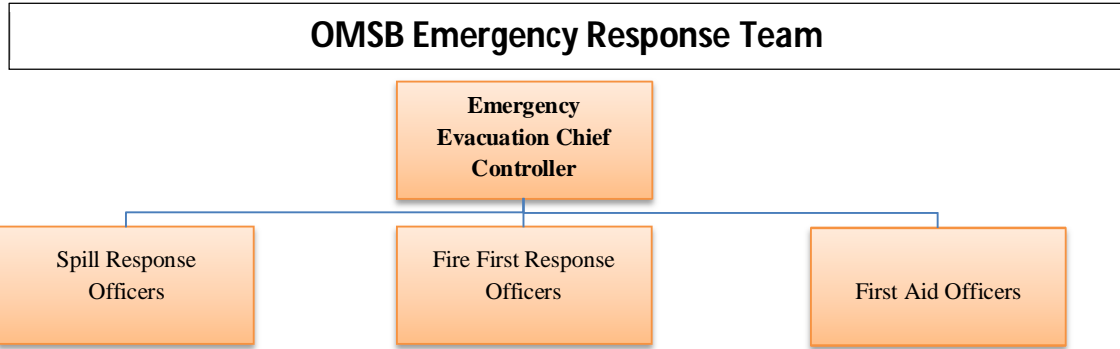 OMSB Emergency Response Team
Emergency
Evacuation Chief
Controller
Spill Response
Officers
Fire First Response
Officers
First Aid Officers